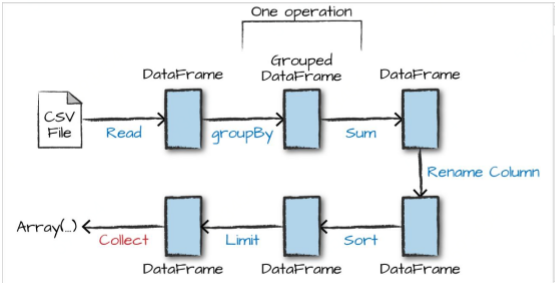 One operation
Grouped
DataFrame DataFrame DataFrame
CSV
File
Read groupBy Sum
Rename Column
Array(...)
Collect Limit Sort
DataFrame DataFrame DataFrame